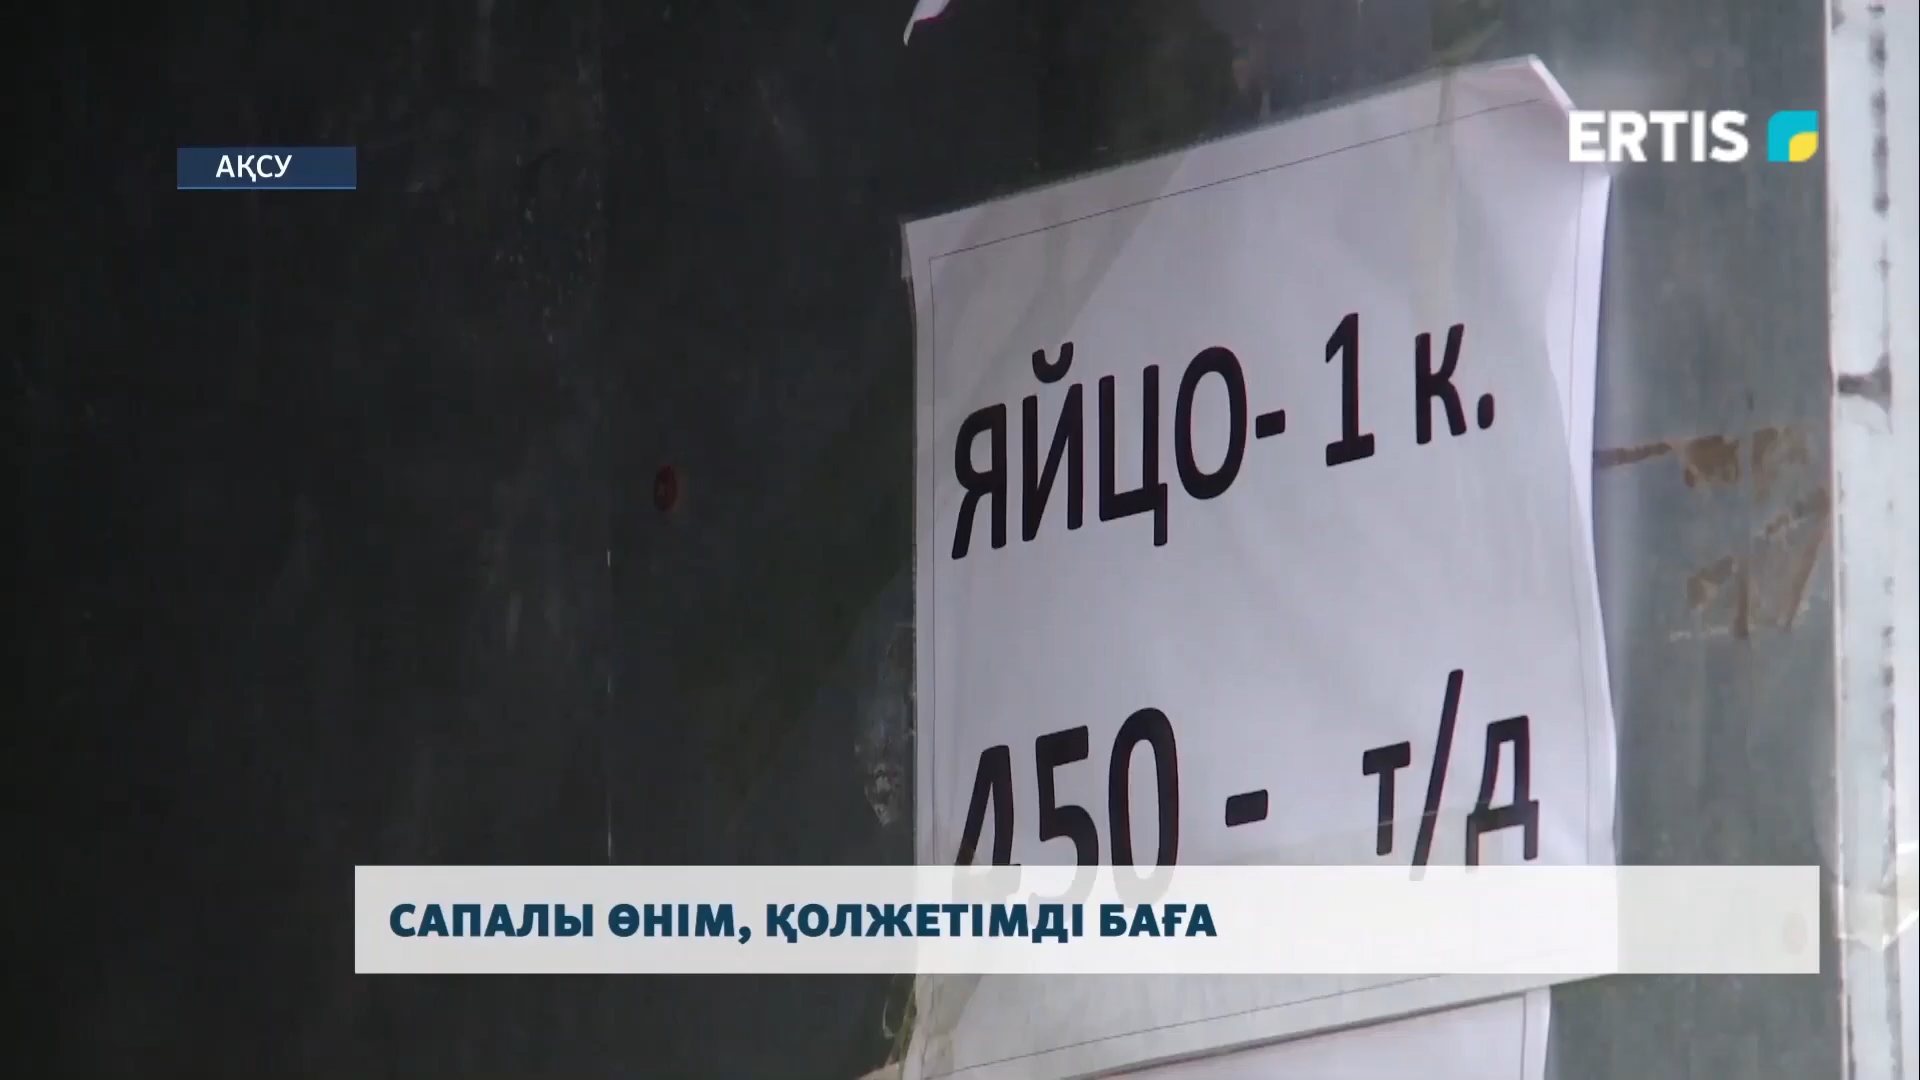 ERTIS
АҚСУ
ЯЙЦО- 1 к.
450 - т/д
САПАЛЫ ӨНІМ, ҚОЛЖЕТІМДІ БАҒА